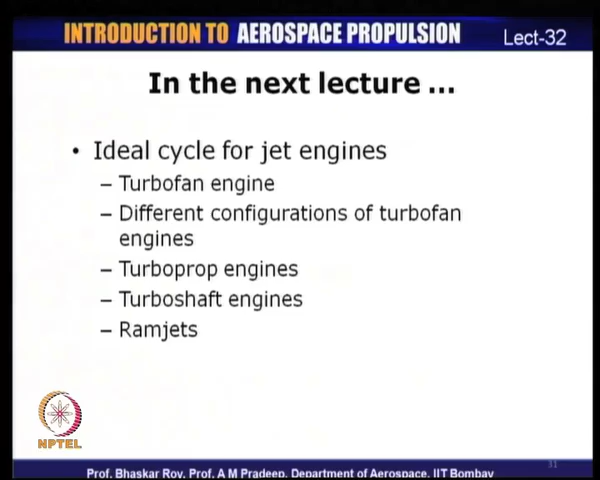 INTRODUCTION TO AEROSPACE PROPULSION
Lect-32
In the next lecture ...
• Ideal cycle for jet engines
– Turbofan engine
– Different configurations of turbofan
engines
– Turboprop engines
– Turboshaft engines
– Ramjets
NPTEL
31
Prof. Bhaskar Roy, Prof. A M Pradeep, Department of Aerospace, IIT Bombay